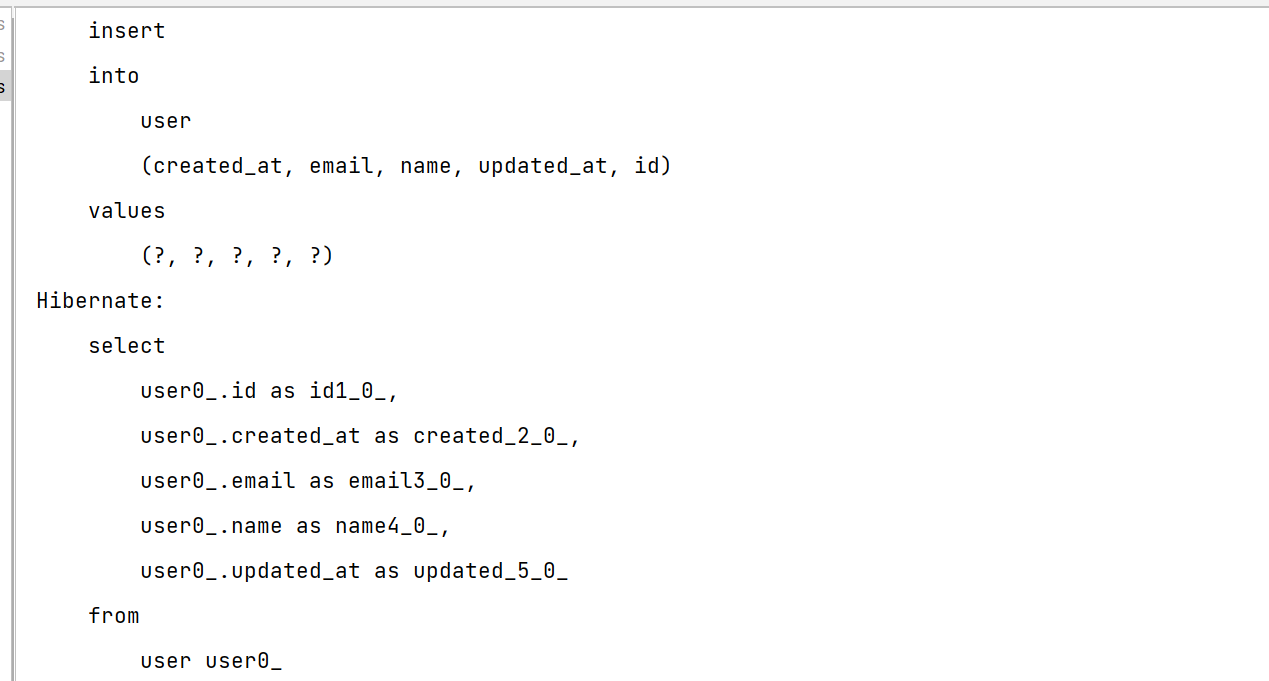 insert
into
user
(created_at, email, name, updated_at, id)
values
(?, ?, ?, ?, ?)
Hibernate:
select
user0_.id as id1_0_,
user0_.created_at as created_2_0_,
user0_.email as email3_0_,
user0_.name as name4_0_,
user0_.updated_at as updated_5_0_
from
user user0_